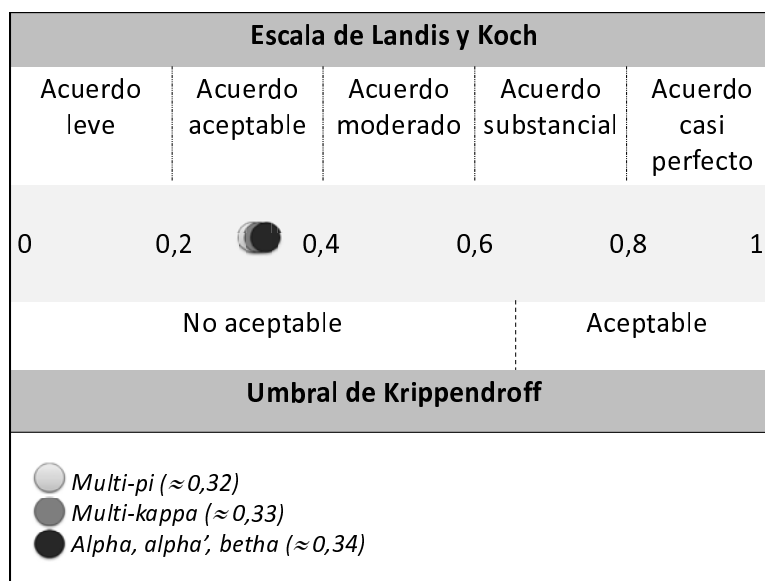 Escala de Landis y Koch
Acuerdo leve
Acuerdo aceptable
Acuerdo moderado
Acuerdo substancial
Acuerdo casi perfecto
0 0,2 0,4 0,6 0,8 1
No aceptable Aceptable
Umbral de Krippendroff
Multi-pi (≈0,32)
Multi-kappa (≈0,33)
Alpha, alpha’, betha (≈0,34)